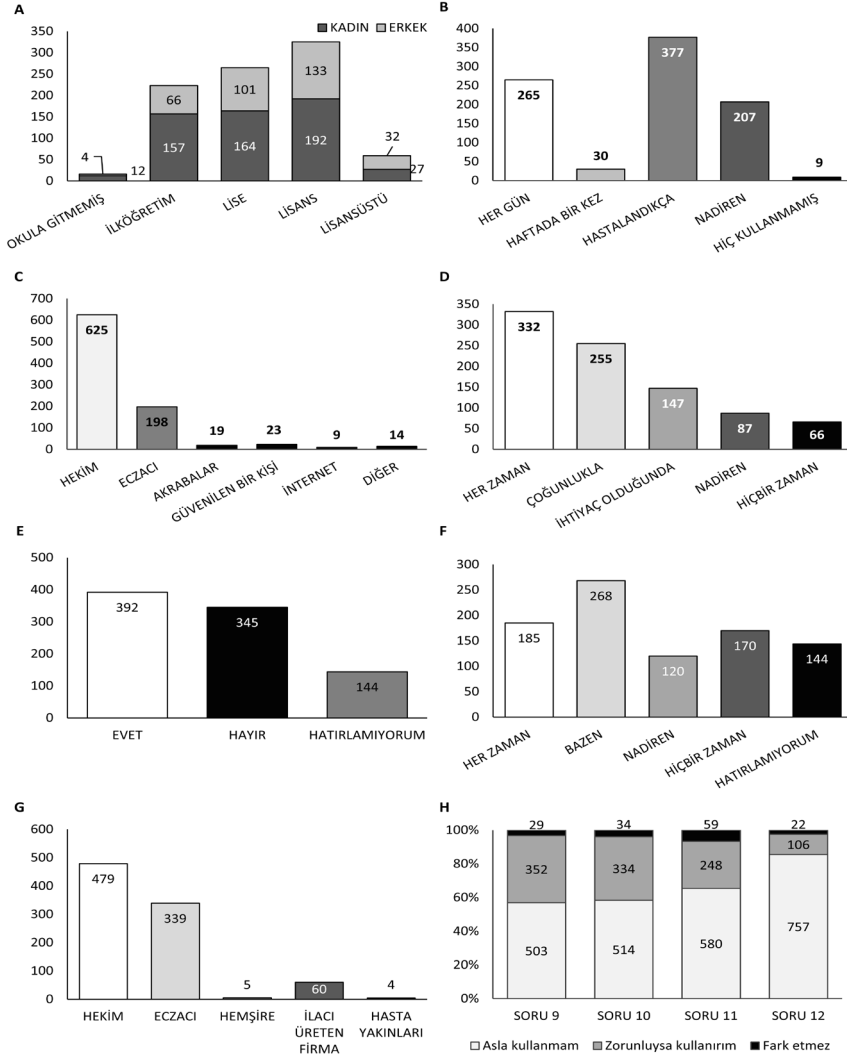 A
KADIN ERKEK
350
300
250
200
150
100
50
0
4
12
66
157
101
164
133
192
32
27
OKULA GİTMEMİŞ
İLKÖĞRETİM
LİSE
LİSANS
LİSANSÜSTÜ
B
400
350
300
250
200
150
100
50
0
265
30
377
207
9
HER GÜN
HAFTADA BİR KEZ
HASTALANDIKÇA
NADİREN
HİÇ KULLANMAMIŞ
C
700
600
500
400
300
200
100
0
625
198
19
23
9
14
HEKİM
ECZACI
AKRABALAR
GÜVENİLEN BİR KİŞİ
İNTERNET
DİĞER
D
350
300
250
200
150
100
50
0
332
255
147
87
66
HER ZAMAN
ÇOĞUNLUKLA
İHTİYAÇ OLDUĞUNDA
NADİREN
HİÇBİR ZAMAN
E
500
400
300
200
100
0
392
345
144
EVET
HAYIR
HATIRLAMIYORUM
F
300
250
200
150
100
50
0
185
268
120
170
144
HER ZAMAN
BAZEN
NADİREN
HİÇBİR ZAMAN
HATIRLAMIYORUM
G
600
500
400
300
200
100
0
479
339
5
60
4
HEKİM
ECZACI
HEMŞİRE
İLACI
ÜRETEN
FİRMA
HASTA
YAKINLARI
H
100%
80%
60%
40%
20%
0%
29
352
503
34
334
514
59
248
580
22
106
757
SORU 9
SORU 10
SORU 11
SORU 12
Asla kullanmam Zorunluysa kullanırım Fark etmez